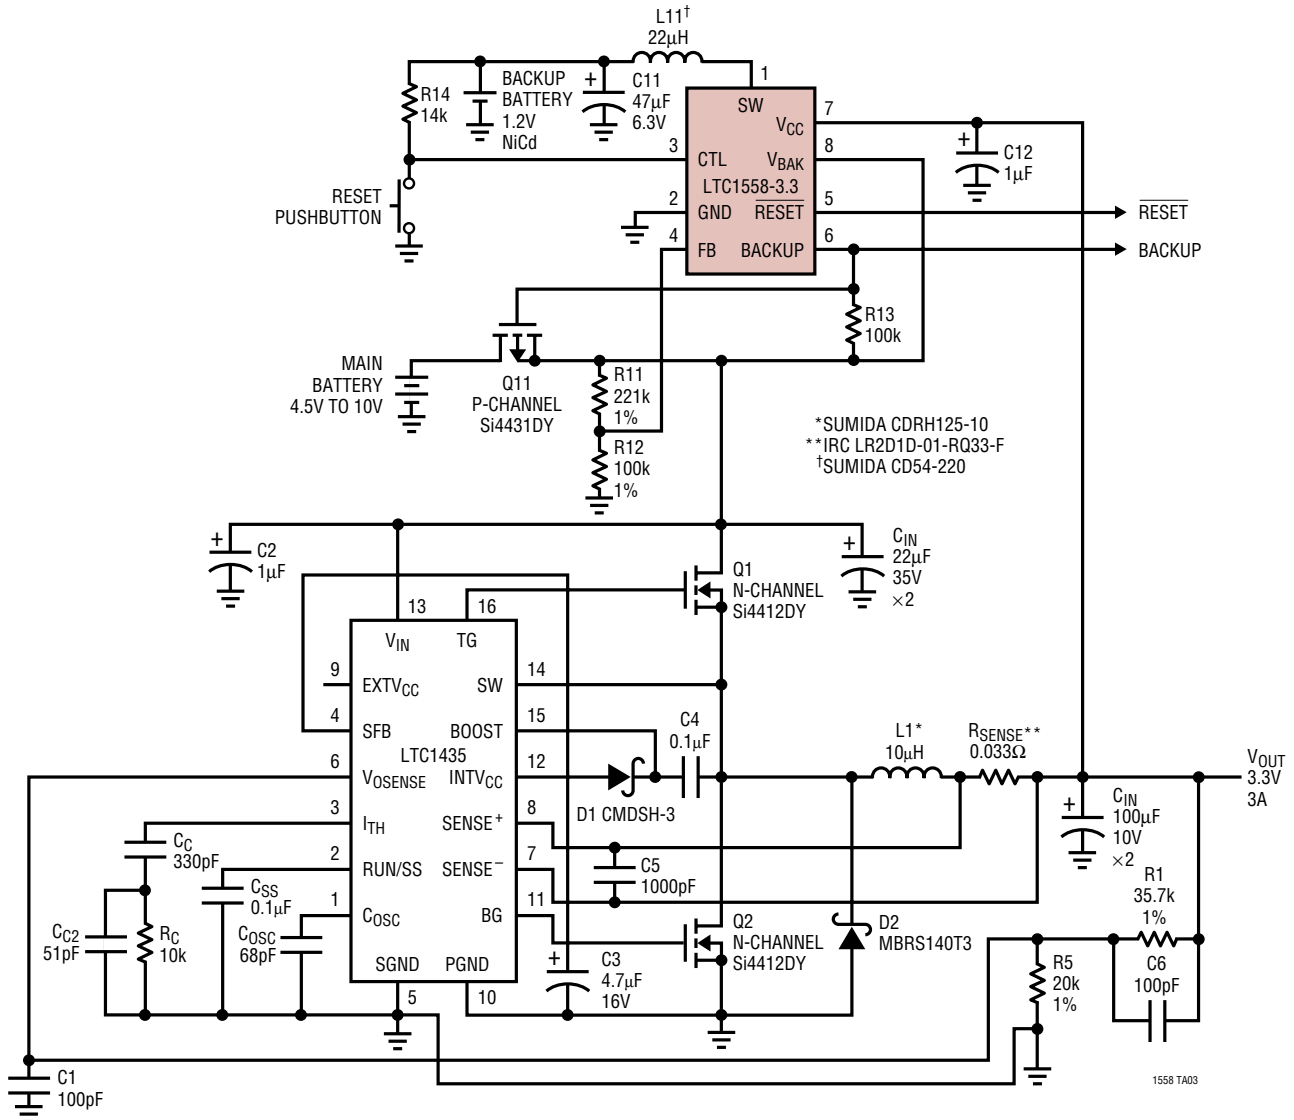 L11†
22μH
R14
14k
BACKUP
BATTERY
1.2V
NiCd
+
C11
47μF
6.3V
1
SW
7
VCC
+
C12
1μF
3
CTL
8
VBAK
LTC1558-3.3
RESET
PUSHBUTTON
2
GND
RESET
5
RESET
4
FB
BACKUP
6
BACKUP
R13
100k
MAIN
BATTERY
4.5V TO 10V
Q11
P-CHANNEL
Si4431DY
R11
221k
1%
R12
100k
1%
*SUMIDA CDRH125-10
**IRC LR2D1D-01-RQ33-F
†SUMIDA CD54-220
+
C2
1μF
+
CIN
22μF
35V
×2
Q1
N-CHANNEL
Si4412DY
13
16
VIN
TG
9
EXTVCC
SW
14
4
SFB
BOOST
15
LTC1435
6
VOSENSE
INTVCC
12
3
ITH
SENSE+
8
2
RUN/SS
SENSE−
7
1
COSC
BG
11
SGND
PGND
5
10
C4
0.1μF
D1 CMDSH-3
L1*
10μH
RSENSE**
0.033Ω
VOUT
3.3V
3A
+
CIN
100μF
10V
×2
CC
330pF
CSS
0.1μF
CC2
51pF
RC
10k
COSC
68pF
C5
1000pF
+
C3
4.7μF
16V
Q2
N-CHANNEL
Si4412DY
D2
MBRS140T3
R1
35.7k
1%
R5
20k
1%
C6
100pF
C1
100pF
1558 TA03